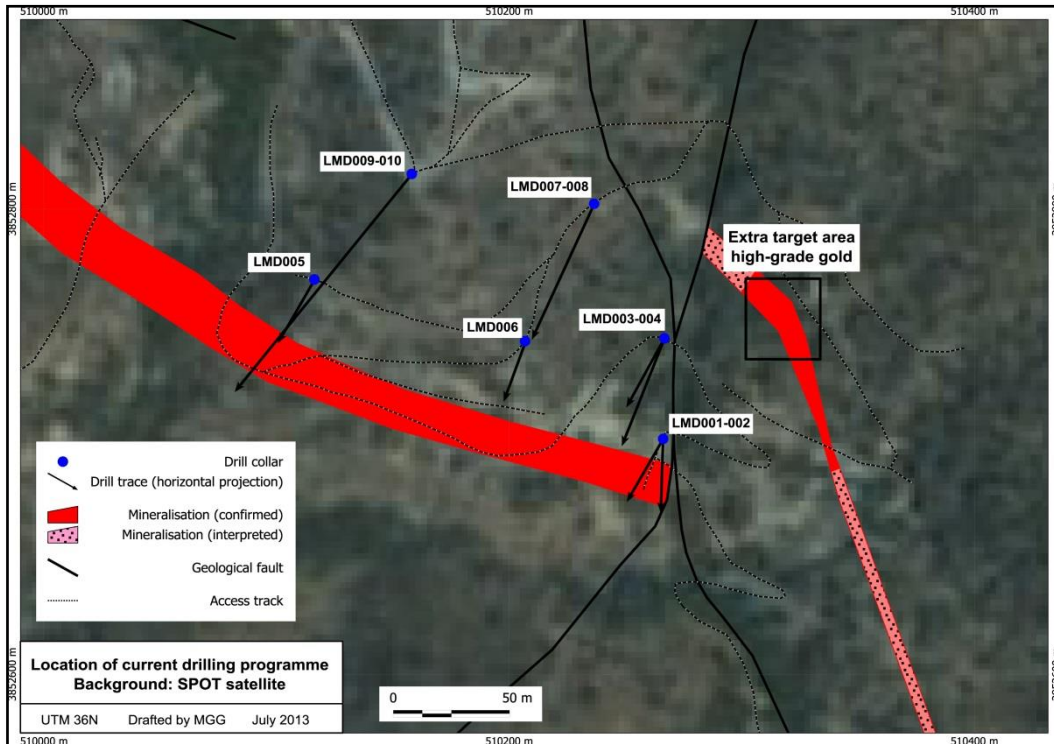 510000 m
510200 m
510400 m
LMD009-010
LMD007-008
3852800 m
3852800 m
Extra target area
high-grade gold
LMD005
LMD006
LMD003-004
LMD001-002
Drill collar
Drill trace (horizontal projection)
Mineralisation (confirmed)
Mineralisation (interpreted)
Geological fault
Access track
3852600 m
3852600 m
Location of current drilling programme
Background: SPOT satellite
0
50 m
UTM 36N
Drafted by MGG
July 2013
510000 m
510200 m
510400 m